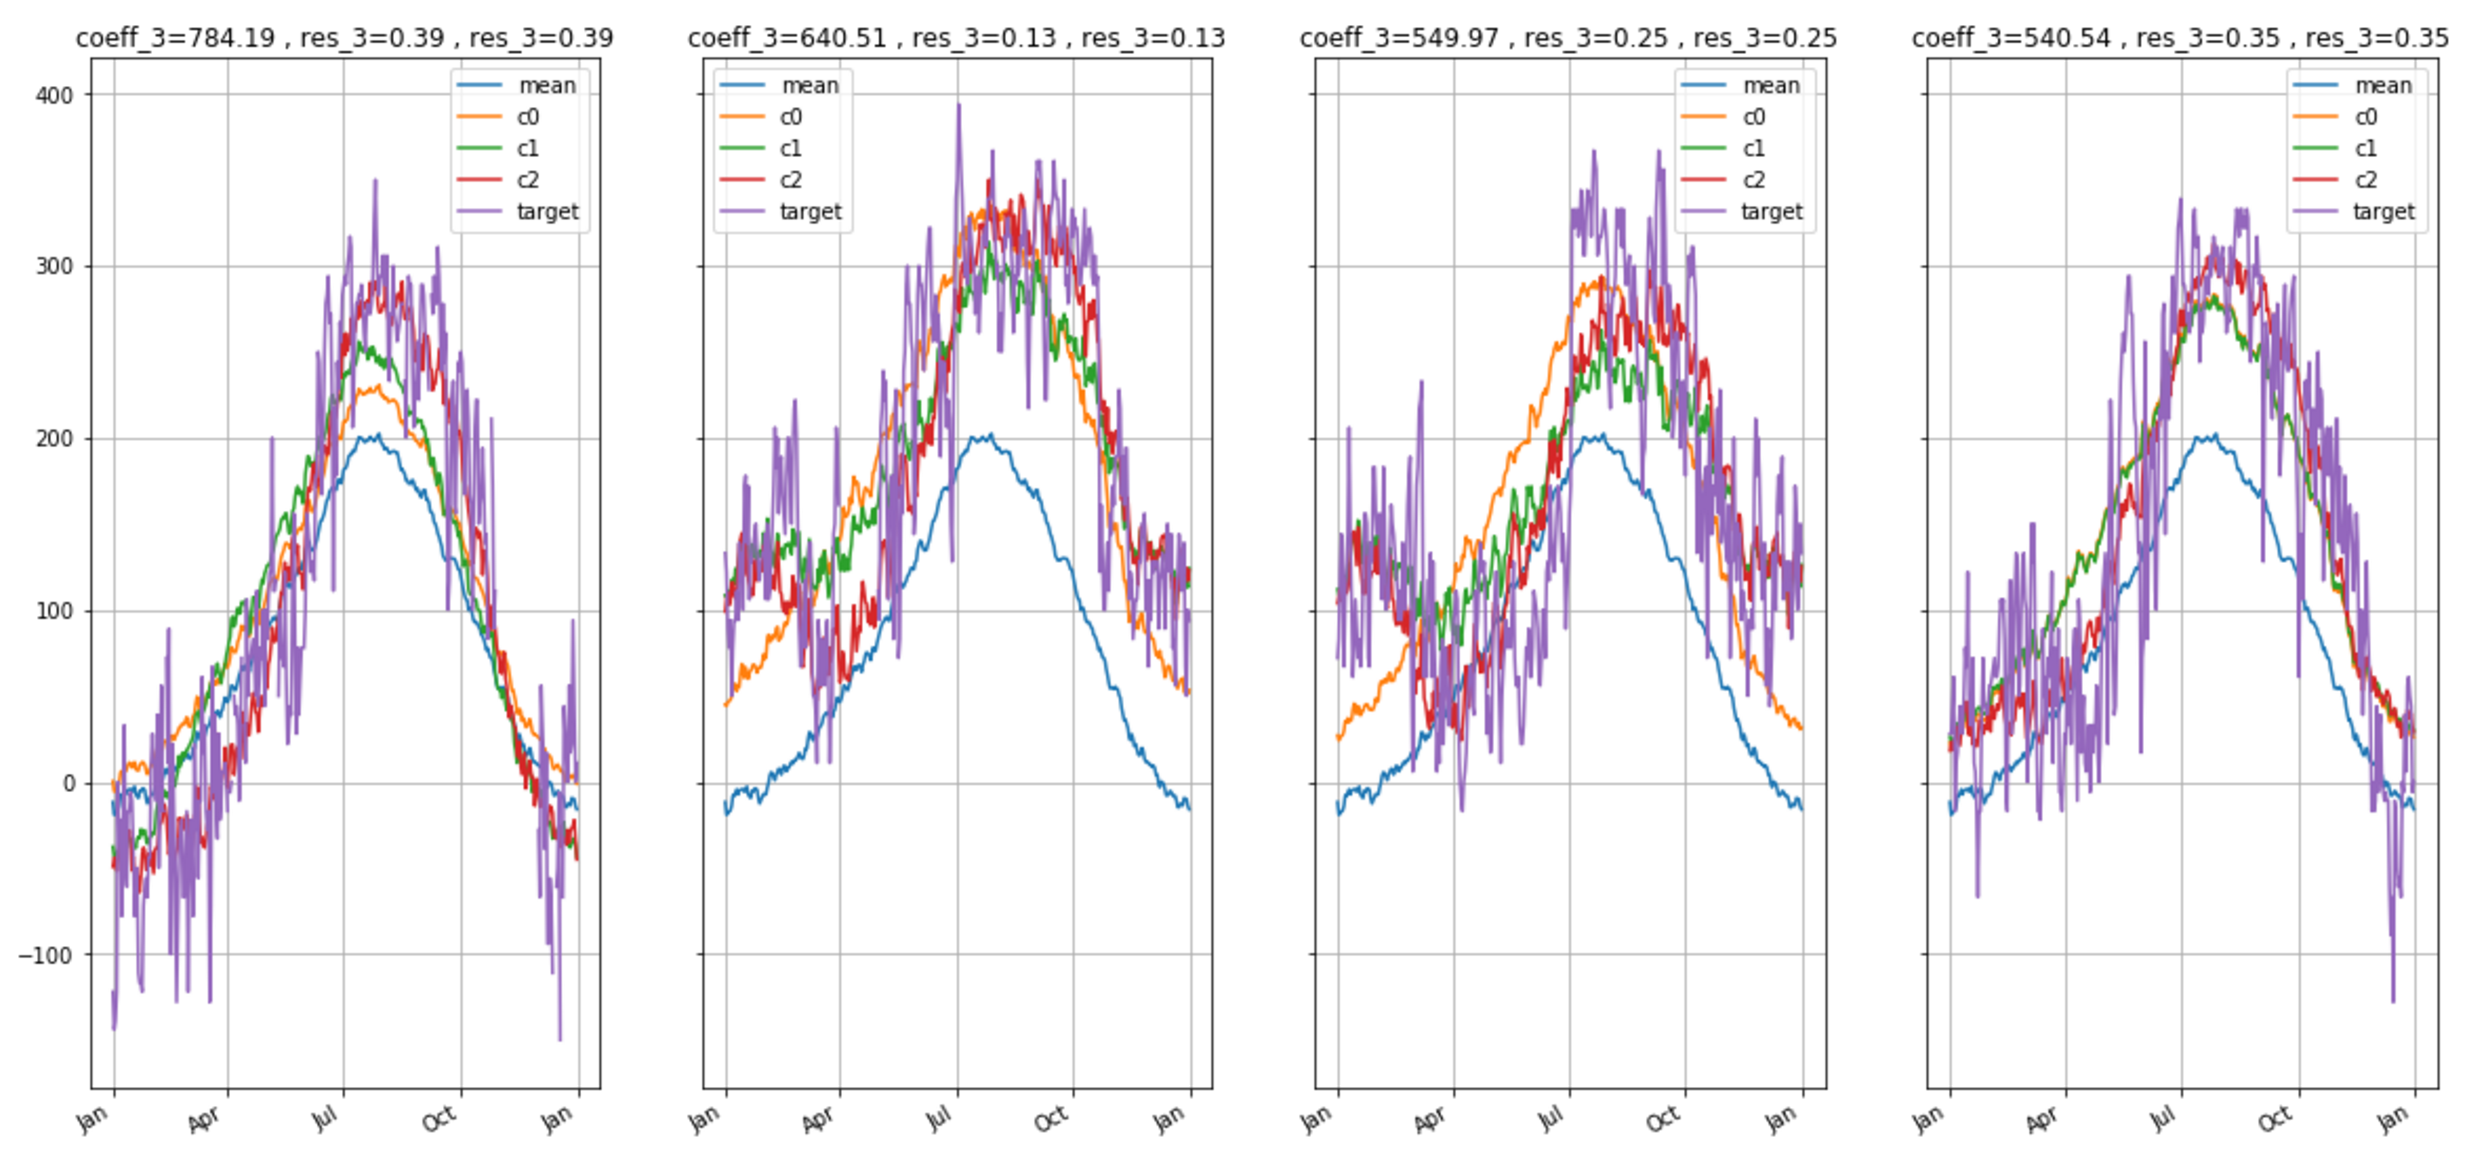 coeff_3=784.19 , res_3=0.39 , res_3=0.39
400
300
200
100
0
−100
mean
c0
c1
c2
target
Jan
Apr
Jul
Oct
Jan
coeff_3=640.51 , res_3=0.13 , res_3=0.13
mean
c0
c1
c2
target
Jan
Apr
Jul
Oct
Jan
coeff_3=549.97 , res_3=0.25 , res_3=0.25
mean
c0
c1
c2
target
Jan
Apr
Jul
Oct
Jan
coeff_3=540.54 , res_3=0.35 , res_3=0.35
mean
c0
c1
c2
target
Jan
Apr
Jul
Oct
Jan